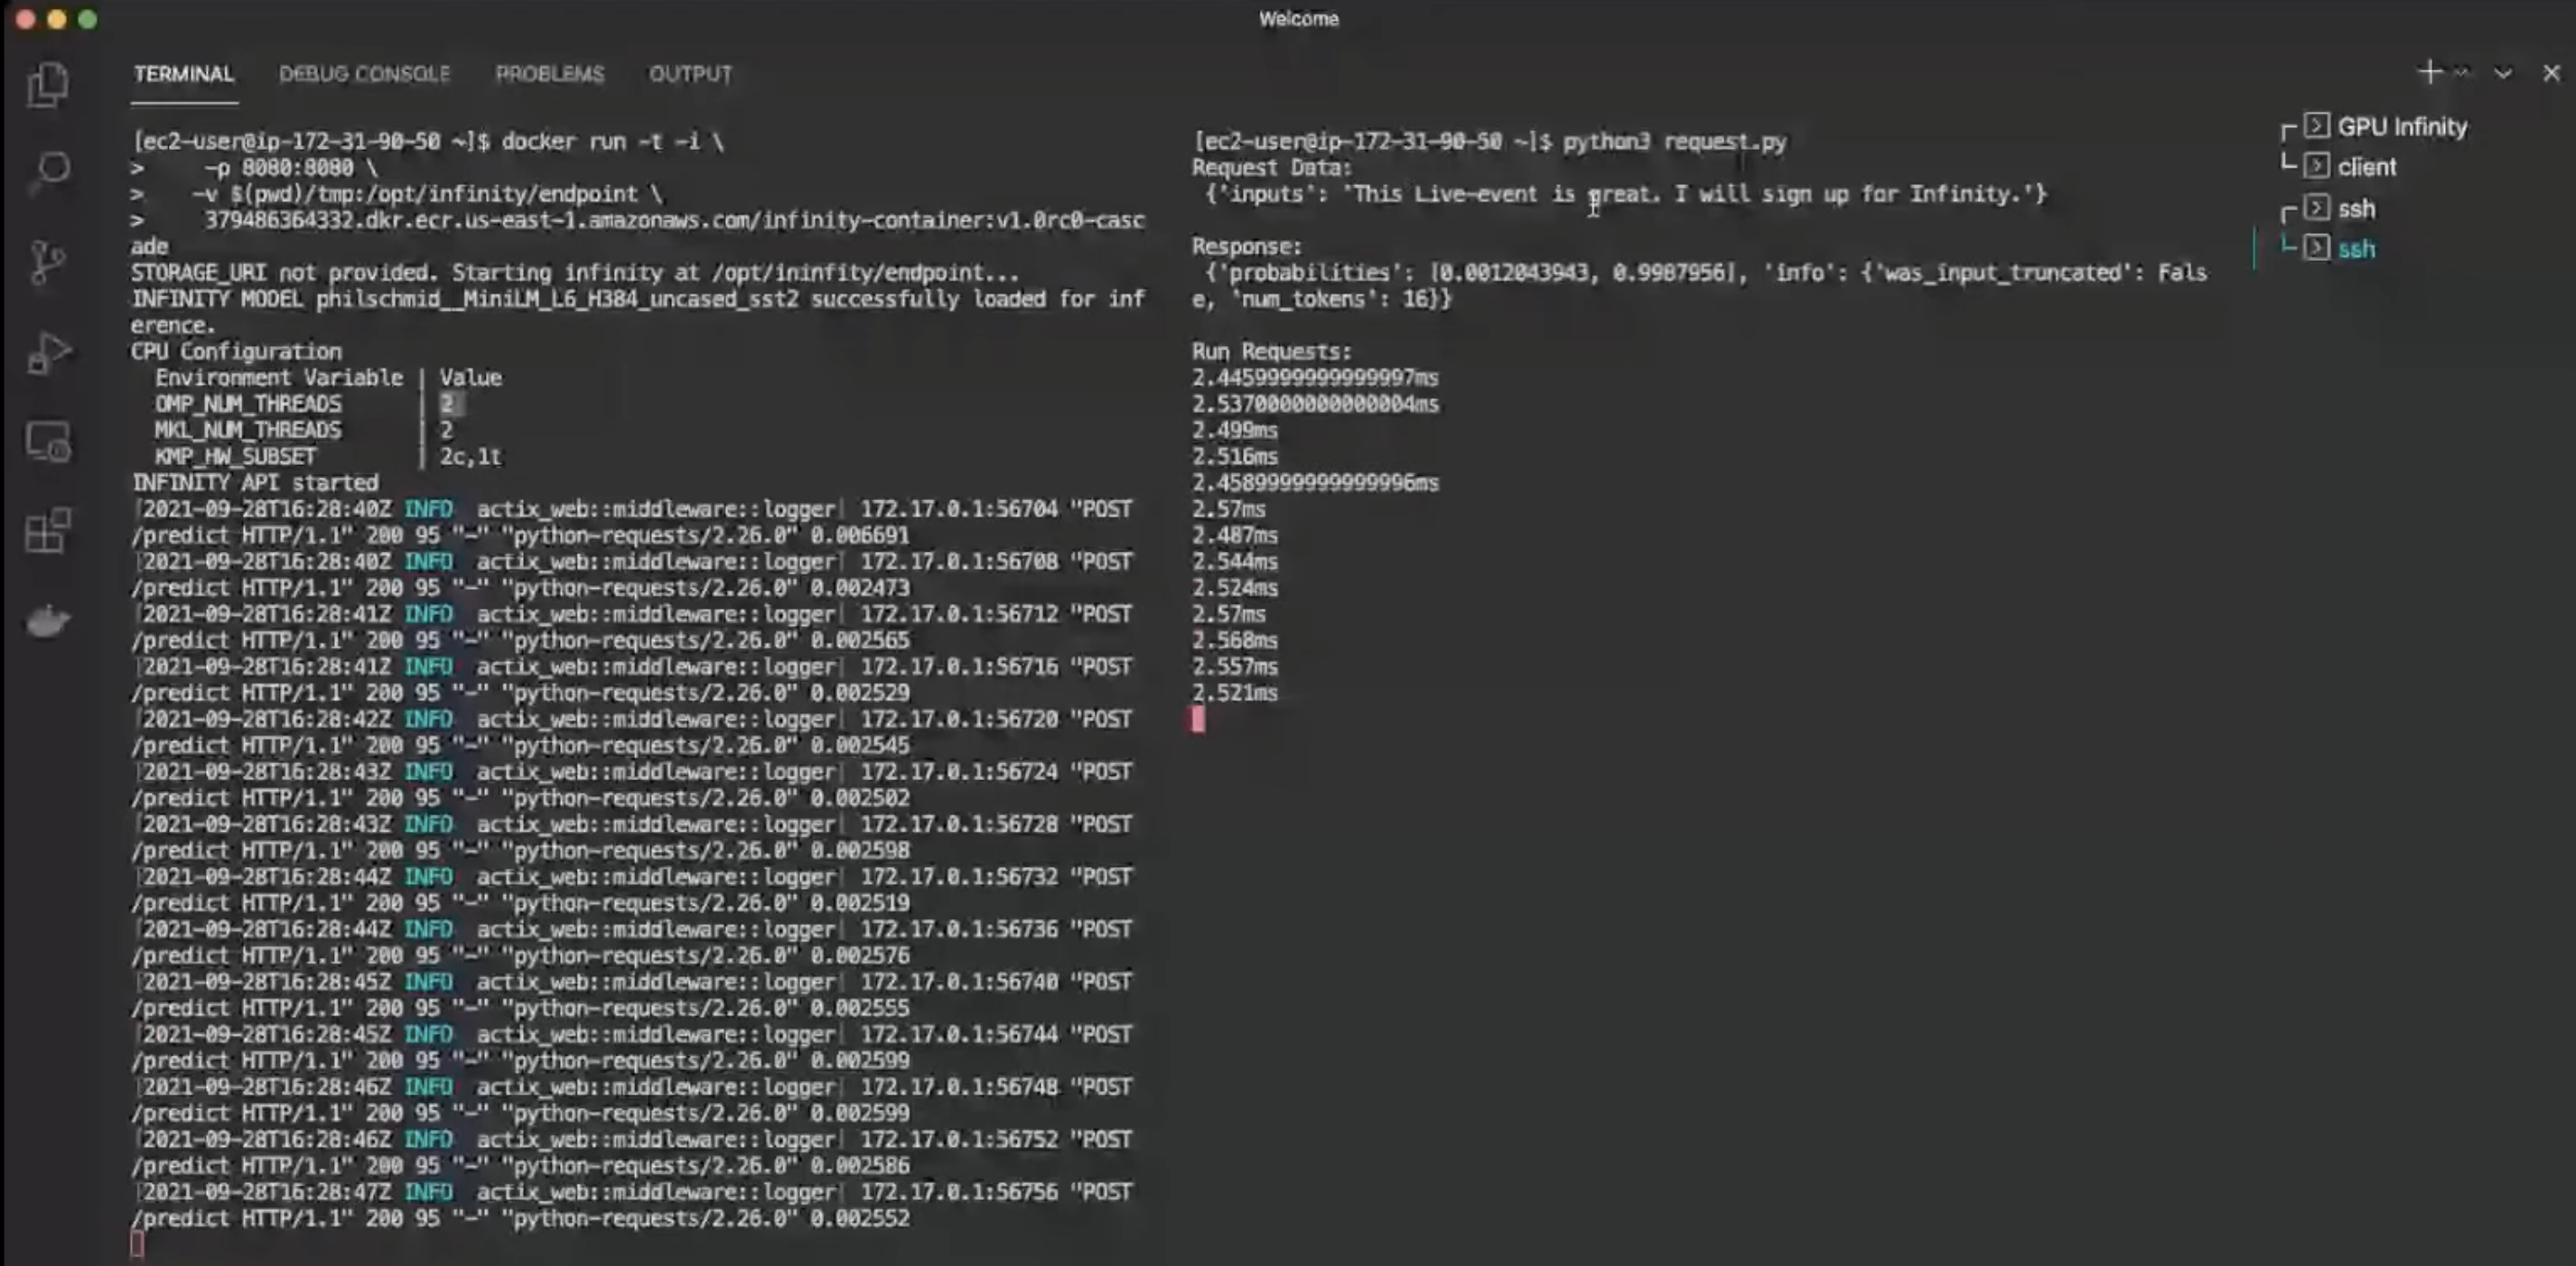 Welcome
TERMINAL DEBUG CONSOLE PROBLEMS OUTPUT
[ec2-user@ip-172-31-90-50 ~]$ docker run -t -i \
> -p 8080:8080 \
> -v $(pwd)/tmp:/opt/infinity/endpoint \
> 379486364332.dkr.ecr.us-east-1.amazonaws.com/infinity-container:v1.0rc0-casc
ade
STORAGE_URI not provided. Starting infinity at /opt/ininfity/endpoint...
INFINITY MODEL philschmid__MiniLM_L6_H384_uncased_sst2 successfully loaded for inf
erence.
CPU Configuration
Environment Variable | Value
OMP_NUM_THREADS | 2
MKL_NUM_THREADS | 2
KMP_HW_SUBSET | 2c,1t
INFINITY API started
[2021-09-28T16:28:40Z INFO actix_web::middleware::logger] 172.17.0.1:56704 "POST
/predict HTTP/1.1" 200 95 "-" "python-requests/2.26.0" 0.006691
[2021-09-28T16:28:40Z INFO actix_web::middleware::logger] 172.17.0.1:56708 "POST
/predict HTTP/1.1" 200 95 "-" "python-requests/2.26.0" 0.002473
[2021-09-28T16:28:41Z INFO actix_web::middleware::logger] 172.17.0.1:56712 "POST
/predict HTTP/1.1" 200 95 "-" "python-requests/2.26.0" 0.002565
[2021-09-28T16:28:41Z INFO actix_web::middleware::logger] 172.17.0.1:56716 "POST
/predict HTTP/1.1" 200 95 "-" "python-requests/2.26.0" 0.002529
[2021-09-28T16:28:42Z INFO actix_web::middleware::logger] 172.17.0.1:56720 "POST
/predict HTTP/1.1" 200 95 "-" "python-requests/2.26.0" 0.002545
[2021-09-28T16:28:43Z INFO actix_web::middleware::logger] 172.17.0.1:56724 "POST
/predict HTTP/1.1" 200 95 "-" "python-requests/2.26.0" 0.002502
[2021-09-28T16:28:43Z INFO actix_web::middleware::logger] 172.17.0.1:56728 "POST
/predict HTTP/1.1" 200 95 "-" "python-requests/2.26.0" 0.002598
[2021-09-28T16:28:44Z INFO actix_web::middleware::logger] 172.17.0.1:56732 "POST
/predict HTTP/1.1" 200 95 "-" "python-requests/2.26.0" 0.002519
[2021-09-28T16:28:44Z INFO actix_web::middleware::logger] 172.17.0.1:56736 "POST
/predict HTTP/1.1" 200 95 "-" "python-requests/2.26.0" 0.002576
[2021-09-28T16:28:45Z INFO actix_web::middleware::logger] 172.17.0.1:56740 "POST
/predict HTTP/1.1" 200 95 "-" "python-requests/2.26.0" 0.002555
[2021-09-28T16:28:45Z INFO actix_web::middleware::logger] 172.17.0.1:56744 "POST
/predict HTTP/1.1" 200 95 "-" "python-requests/2.26.0" 0.002599
[2021-09-28T16:28:46Z INFO actix_web::middleware::logger] 172.17.0.1:56748 "POST
/predict HTTP/1.1" 200 95 "-" "python-requests/2.26.0" 0.002599
[2021-09-28T16:28:46Z INFO actix_web::middleware::logger] 172.17.0.1:56752 "POST
/predict HTTP/1.1" 200 95 "-" "python-requests/2.26.0" 0.002586
[2021-09-28T16:28:47Z INFO actix_web::middleware::logger] 172.17.0.1:56756 "POST
/predict HTTP/1.1" 200 95 "-" "python-requests/2.26.0" 0.002552
[ec2-user@ip-172-31-90-50 ~]$ python3 request.py
Request Data:
{'inputs': 'This Live-event is great. I will sign up for Infinity.'}
Response:
{'probabilities': [0.0012043943, 0.9987956], 'info': {'was_input_truncated': Fals
e, 'num_tokens': 16}}
Run Requests:
2.4459999999999997ms
2.5370000000000004ms
2.499ms
2.516ms
2.4589999999999996ms
2.57ms
2.487ms
2.544ms
2.524ms
2.57ms
2.568ms
2.557ms
2.521ms
GPU Infinity
client
ssh
ssh